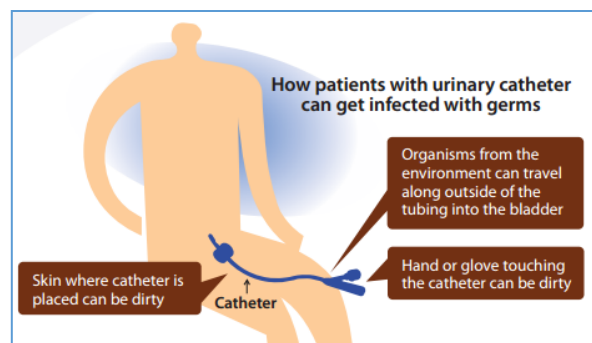 How patients with urinary catheter
can get infected with germs
Organisms from the
environment can travel
along outside of the
tubing into the bladder
Skin where catheter is
placed can be dirty
Catheter
Hand or glove touching
the catheter can be dirty